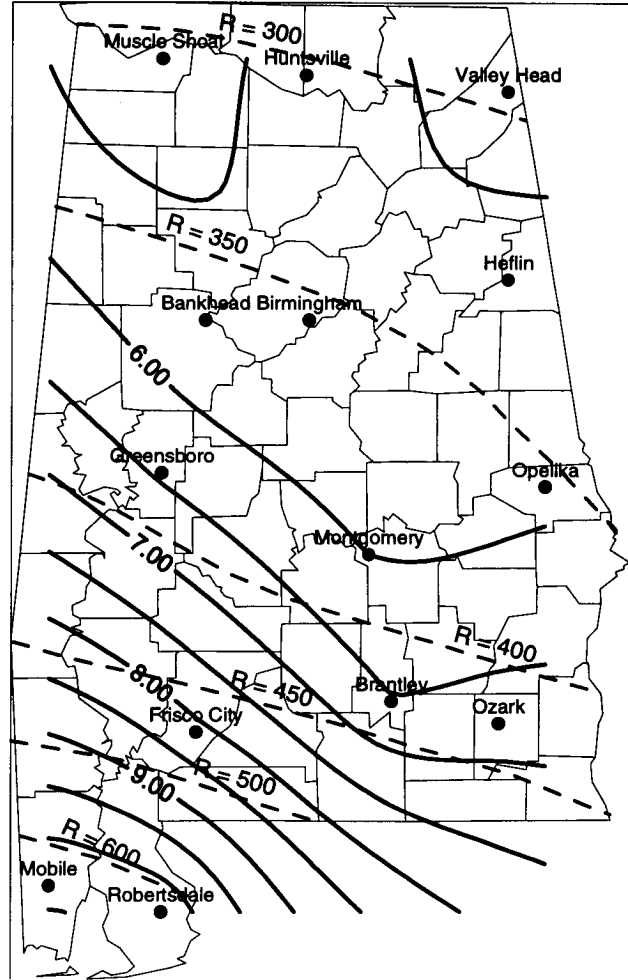 R = 300
Muscle Shoal
Huntsville
Valley Head
R = 350
Heflin
Bankhead Birmingham
6.00
Greensboro
Opelika
7.00
Montgomery
R = 400
8.00
R = 450
Brantley
Frisco City
Ozark
9.00
R = 500
R = 600
Mobile
Robertsdale